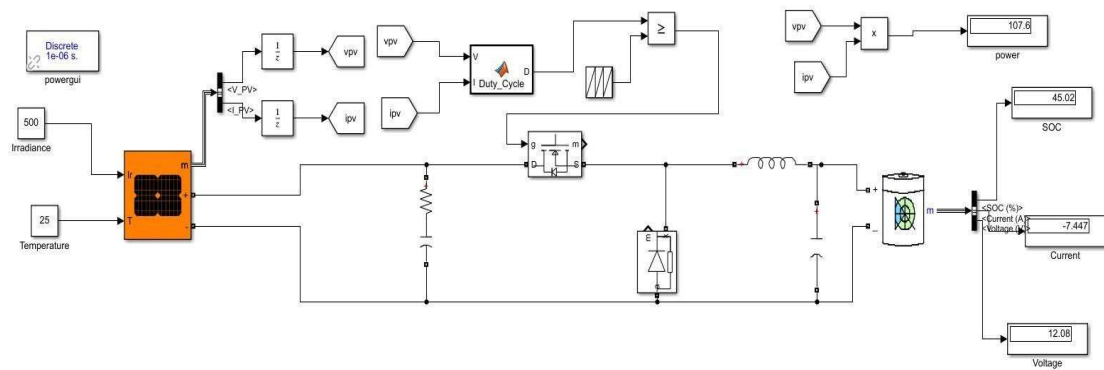 Discrete
1e-06 s.
powergui
500
Irradiance
25
Temperature
Ir
T
m
+
-
<V_PV>
<I_PV>
1
z
1
z
vpv
ipv
vpv
ipv
V
I
D
Duty_Cycle
≥
vpv
ipv
x
107.6
power
g
m
D
S
+
+
m
k
a
+
+
_
m
<SOC (%)>
<Current (A)>
<Voltage (V)>
45.02
SOC
-7.447
Current
12.08
Voltage